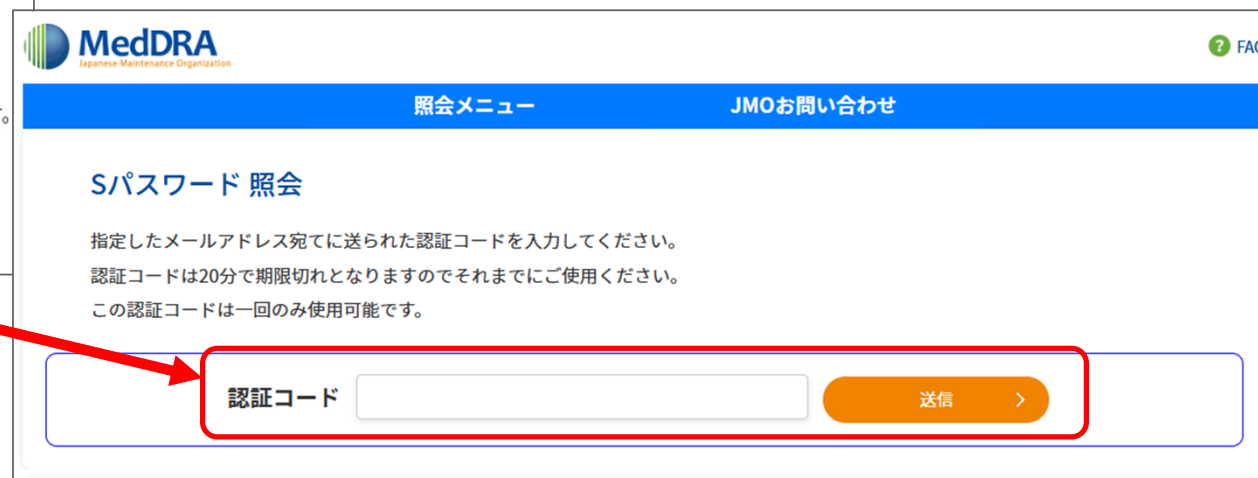 MedDRA
Japanese Maintenance Organization
? FAQ
照会メニュー JMOお問い合わせ
す。
Sパスワード 照会
指定したメールアドレス宛てに送られた認証コードを入力してください。
認証コードは20分で期限切れとなりますのでそれまでにご使用ください。
この認証コードは一回のみ使用可能です。
認証コード 送信 >